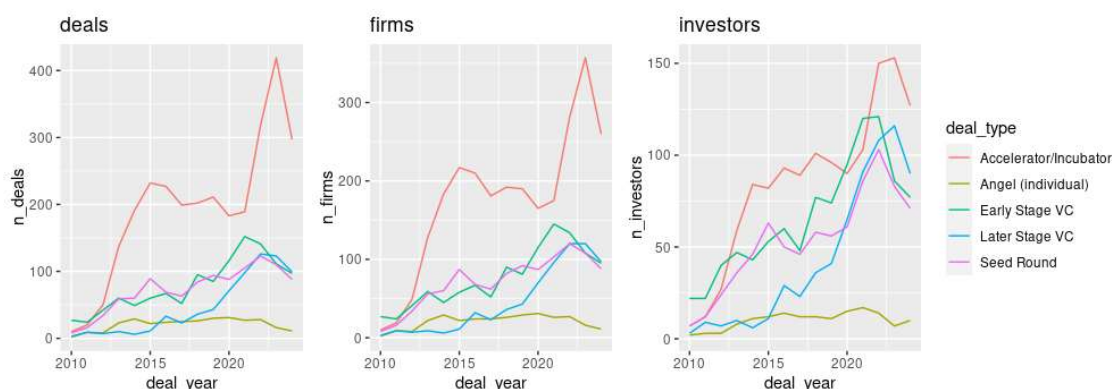 deals
n_deals
400
300
200
100
0
2010
2015
2020
deal_year
firms
n_firms
300
200
100
0
2010
2015
2020
deal_year
investors
n_investors
150
100
50
0
2010
2015
2020
deal_year
deal_type
Accelerator/Incubator
Angel (individual)
Early Stage VC
Later Stage VC
Seed Round